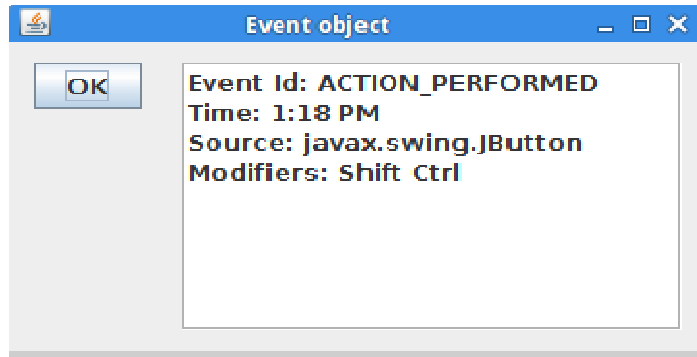 Event object
OK
Event Id: ACTION_PERFORMED
Time: 1:18 PM
Source: javax.swing.JButton
Modifiers: Shift Ctrl